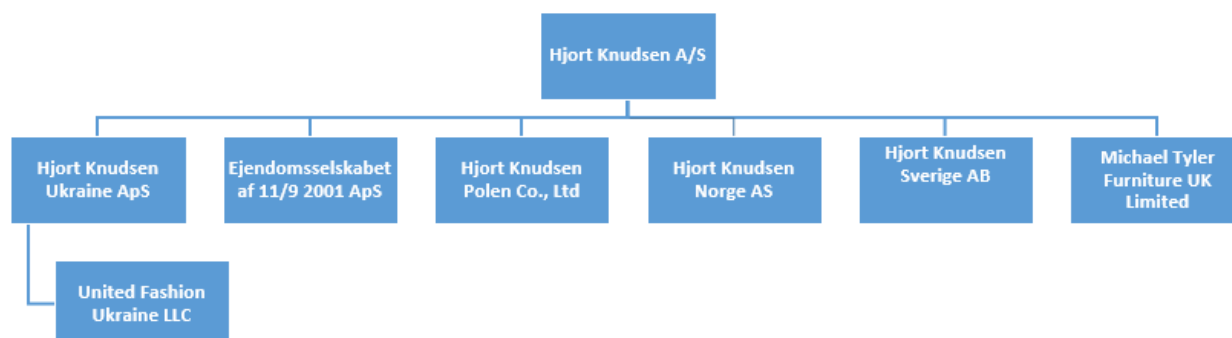 Hjort Knudsen A/S
Hjort Knudsen
Ukraine ApS
Ejendomsselskabet
af 11/9 2001 ApS
Hjort Knudsen
Polen Co., Ltd
Hjort Knudsen
Norge AS
Hjort Knudsen
Sverige AB
Michael Tyler
Furniture UK
Limited
United Fashion
Ukraine LLC